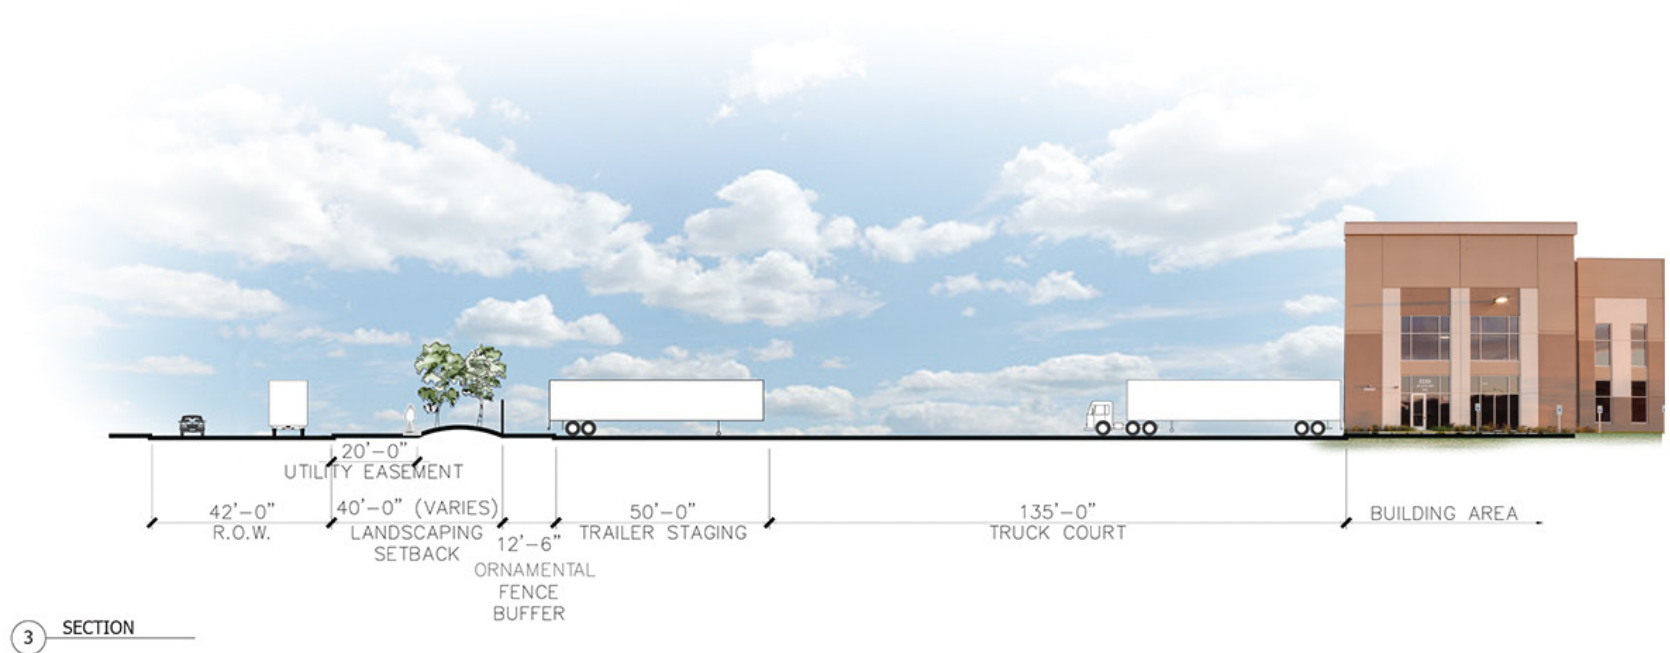 20'-0"
UTILITY EASEMENT
42'-0"
R.O.W.
40'-0" (VARIES)
LANDSCAPING
SETBACK
12'-6"
ORNAMENTAL
FENCE
BUFFER
50'-0"
TRAILER STAGING
135'-0"
TRUCK COURT
BUILDING AREA
3 SECTION